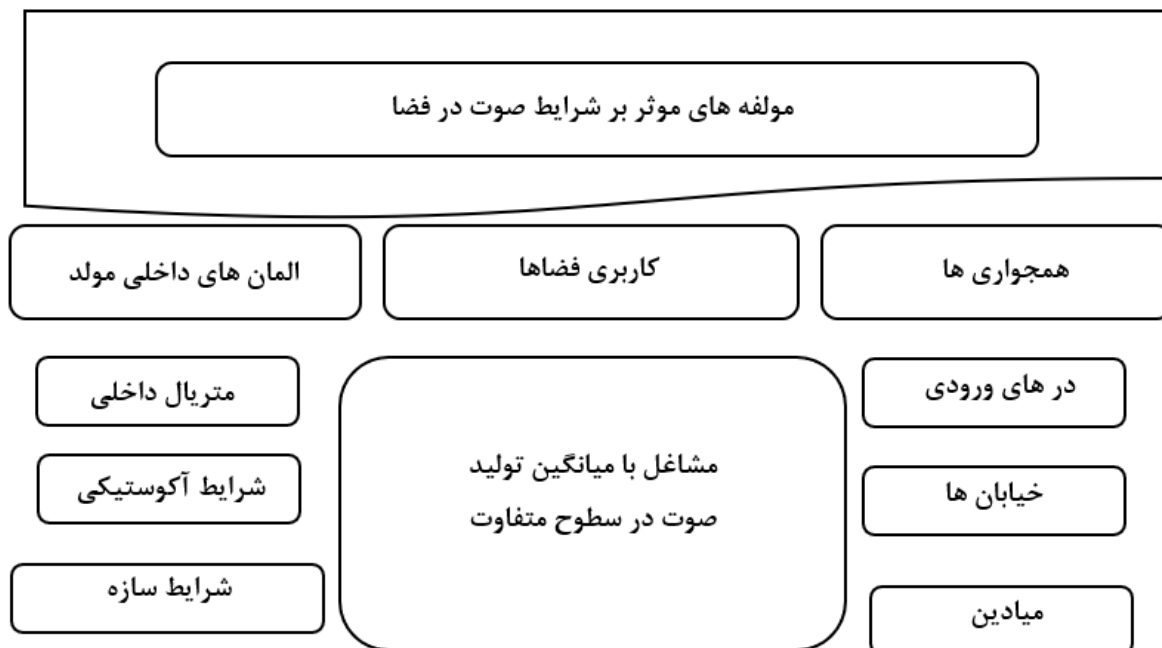 مولفه های موثر بر شرایط صوت در فضا
همجواری ها
کاربری فضاها
المان های داخلی مولد
در های ورودی
خیابان ها
میادین
مشاغل با میانگین تولید
صوت در سطوح متفاوت
متریال داخلی
شرایط آکوستیکی
شرایط سازه